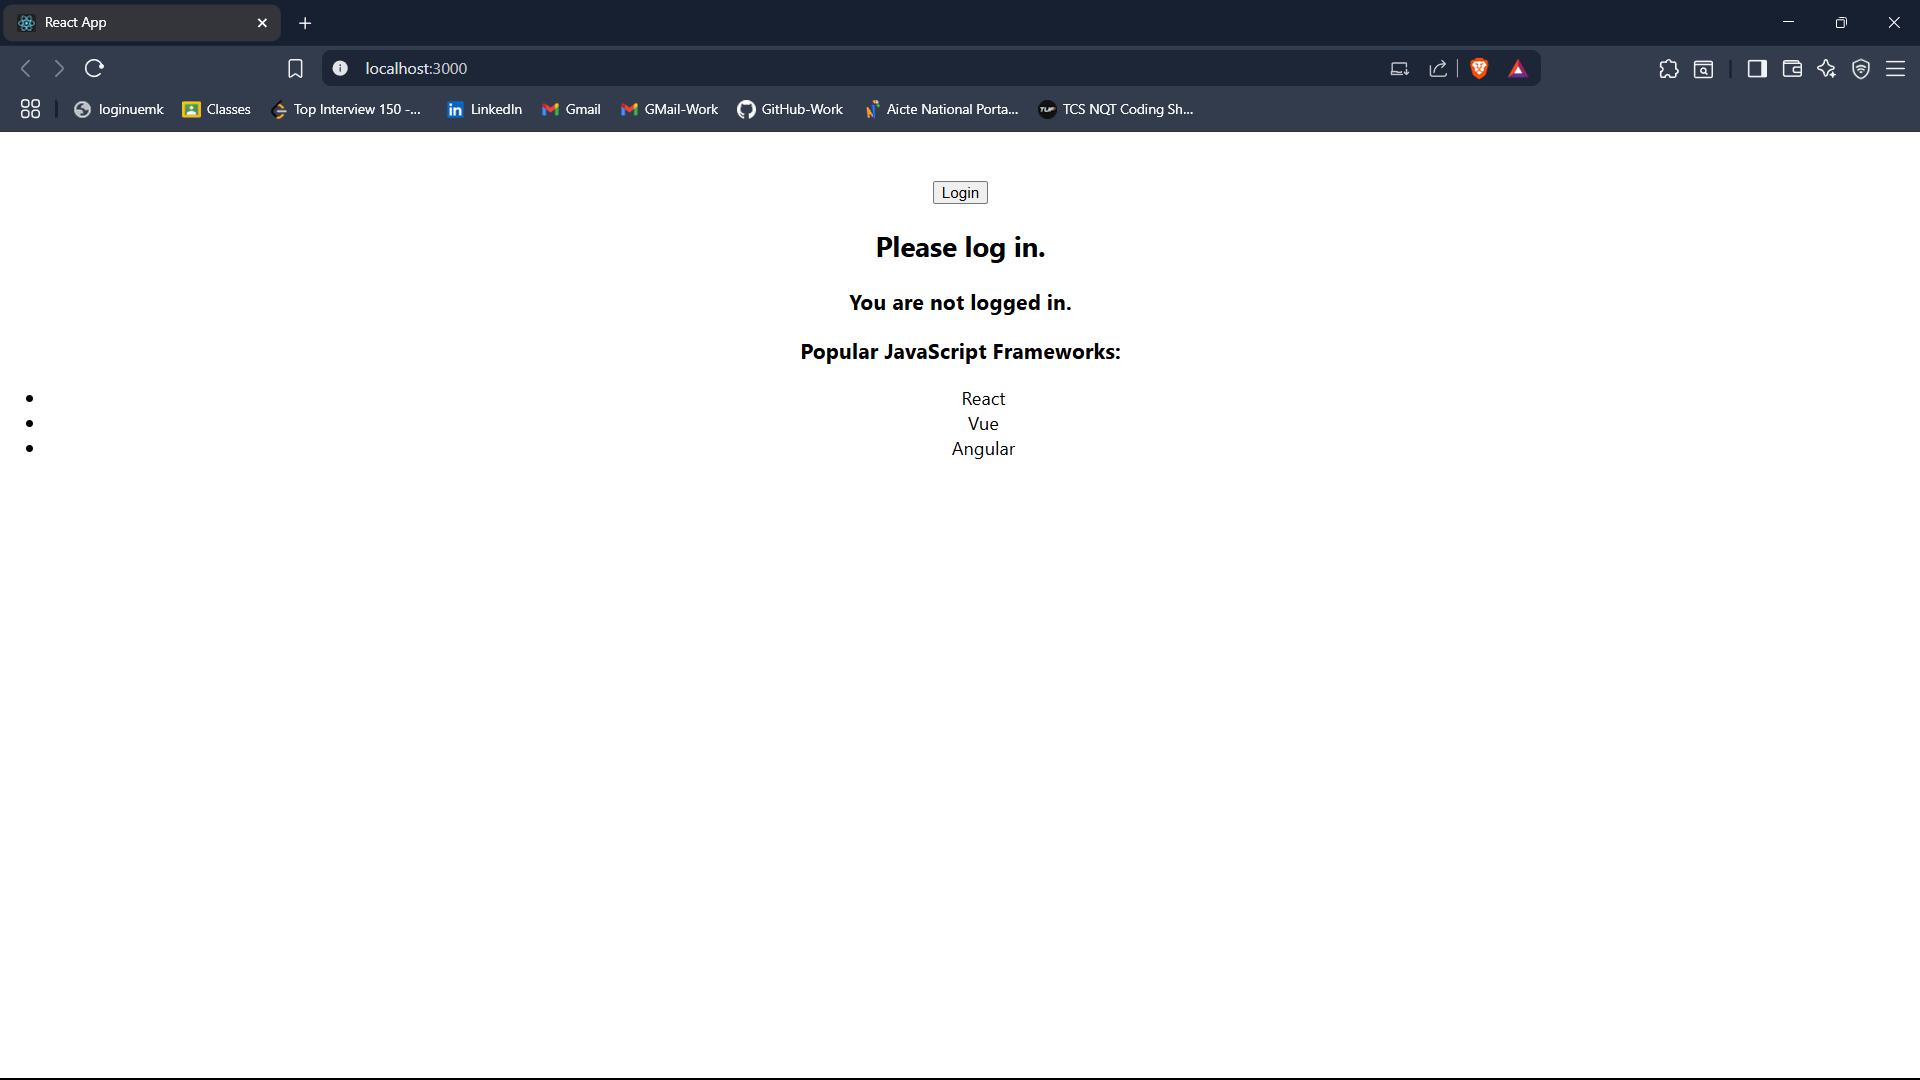 React App
localhost:3000
loginuemk Classes Top Interview 150 -... LinkedIn Gmail GMail-Work GitHub-Work Aicte National Porta... TCS NQT Coding Sh...
Login
Please log in.
You are not logged in.
Popular JavaScript Frameworks:
React
Vue
Angular